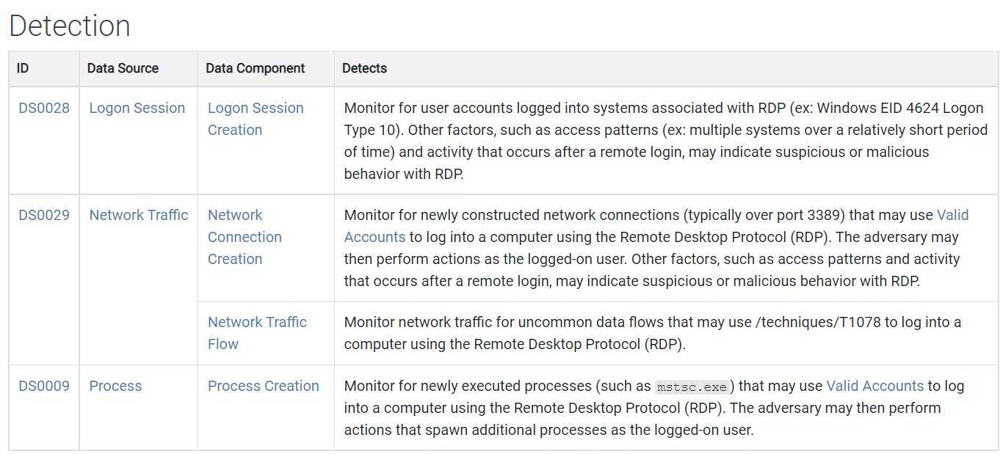 Detection
ID
Data Source
Data Component
Detects
DS0028
Logon Session
Logon Session
Creation
Monitor for user accounts logged into systems associated with RDP (ex: Windows EID 4624 Logon
Type 10). Other factors, such as access patterns (ex: multiple systems over a relatively short period
of time) and activity that occurs after a remote login, may indicate suspicious or malicious
behavior with RDP.
DS0029
Network Traffic
Network
Connection
Creation
Monitor for newly constructed network connections (typically over port 3389) that may use Valid
Accounts to log into a computer using the Remote Desktop Protocol (RDP). The adversary may
then perform actions as the logged-on user. Other factors, such as access patterns and activity
that occurs after a remote login, may indicate suspicious or malicious behavior with RDP.
Network Traffic
Flow
Monitor network traffic for uncommon data flows that may use /techniques/T1078 to log into a
computer using the Remote Desktop Protocol (RDP).
DS0009
Process
Process Creation
Monitor for newly executed processes (such as mstsc.exe) that may use Valid Accounts to log
into a computer using the Remote Desktop Protocol (RDP). The adversary may then perform
actions that spawn additional processes as the logged-on user.